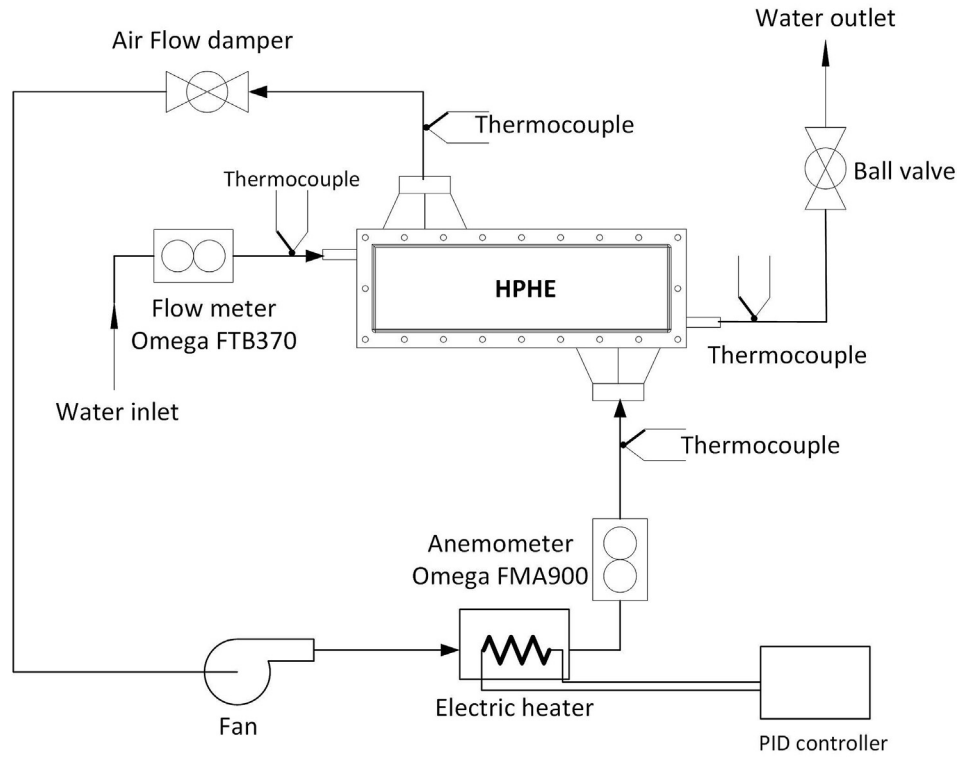 Water outlet
Air Flow damper
Thermocouple
Ball valve
Thermocouple
HPHE
Flow meter
Omega FTB370
Thermocouple
Water inlet
Thermocouple
Anemometer
Omega FMA900
Electric heater
Fan
PID controller